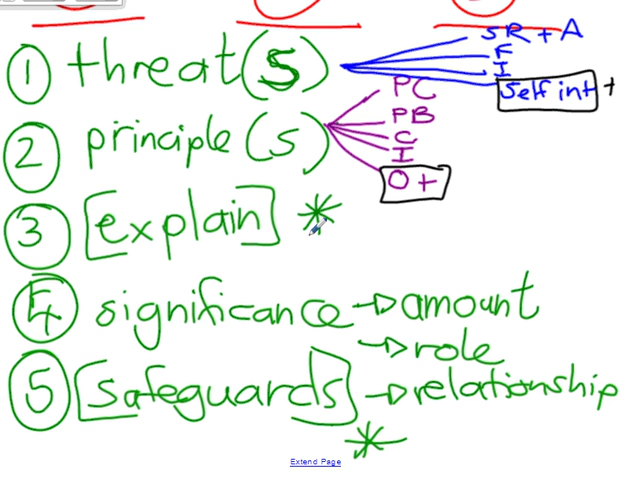 SR + A
F
I
Self int +
① threat(s)
PC
PB
C
I
O +
② principle (s)
③ [explain] *
④ significance → amount
→ role
⑤ [safeguards] → relationship
*
Extend Page